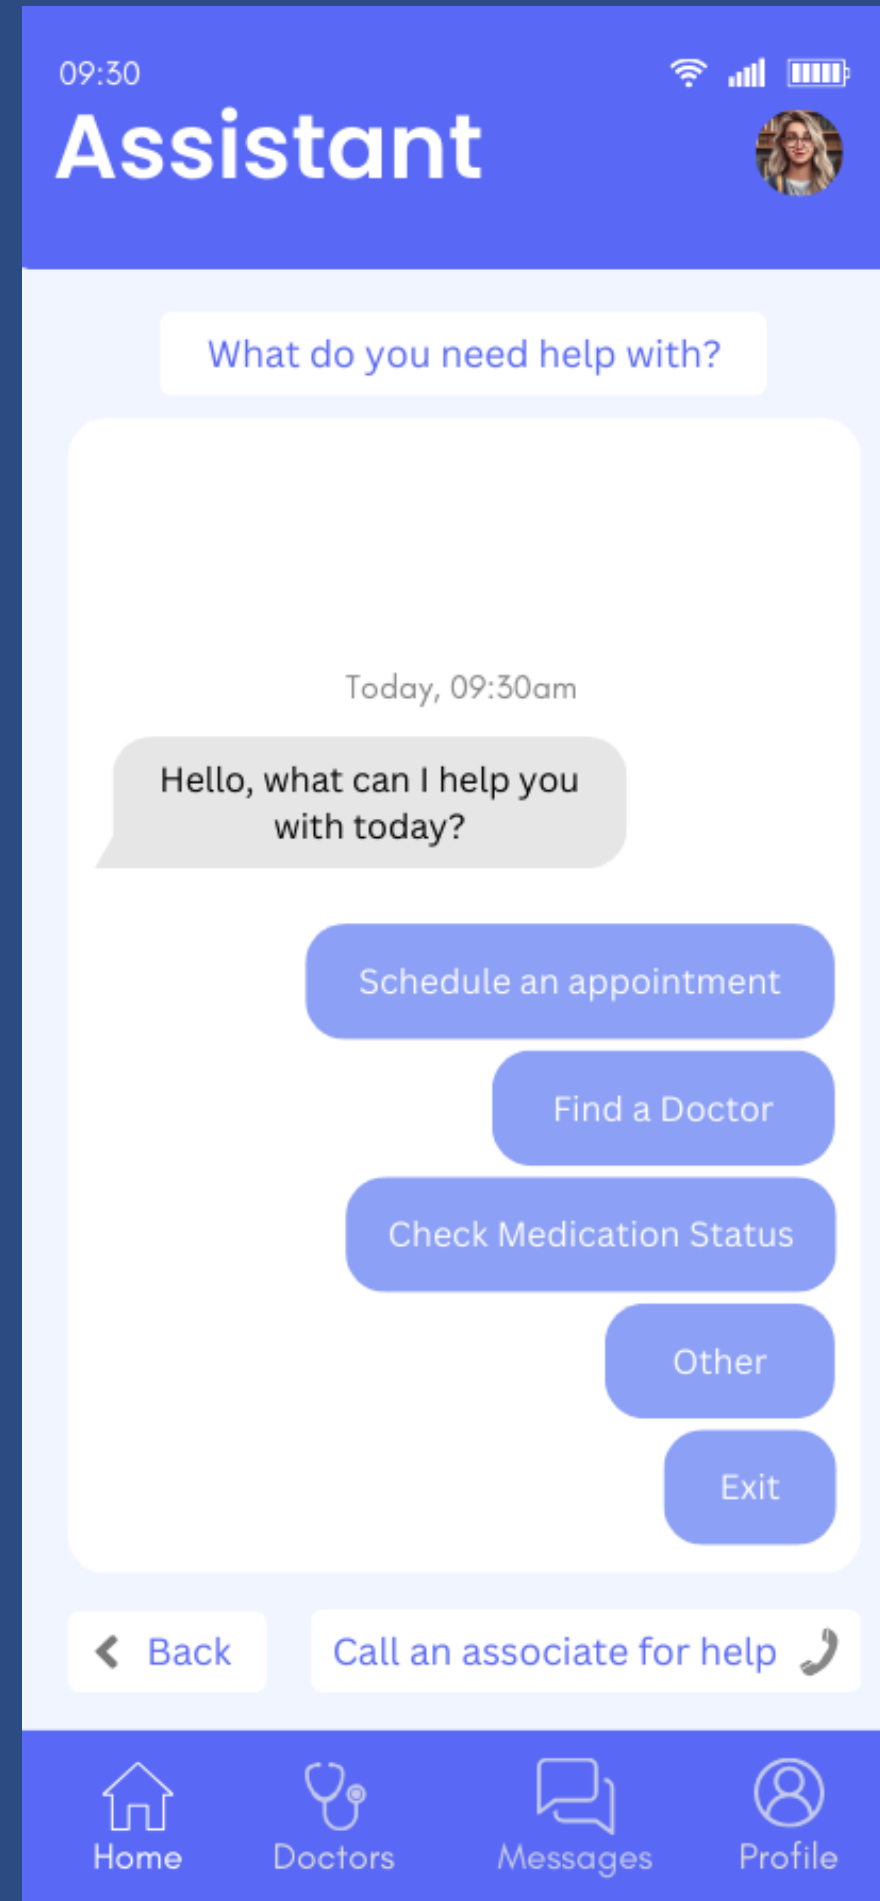 09:30
Assistant
What do you need help with?
Today, 09:30am
Hello, what can I help you
with today?
Schedule an appointment
Find a Doctor
Check Medication Status
Other
Exit
Back
Call an associate for help
Home
Doctors
Messages
Profile